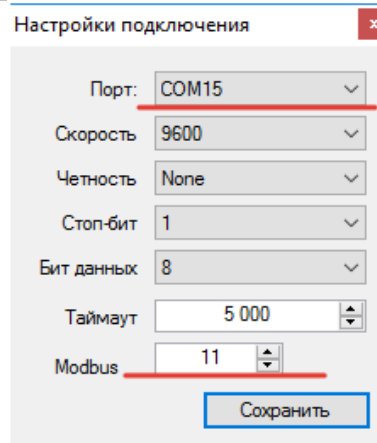 Настройки подключения
Порт: COM15
Скорость 9600
Четность None
Стоп-бит 1
Бит данных 8
Таймаут 5 000
Modbus 11
Сохранить